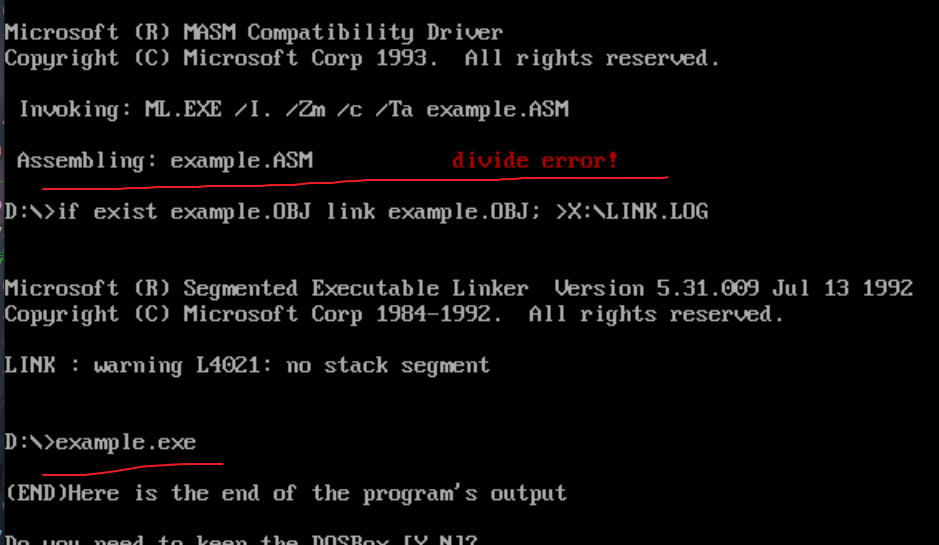 Microsoft (R) MASM Compatibility Driver
Copyright (C) Microsoft Corp 1993.  All rights reserved.
Invoking: ML.EXE /I. /Zm /c /Ta example.ASM
Assembling: example.ASM divide error!
D:\>if exist example.OBJ link example.OBJ; >X:\LINK.LOG
Microsoft (R) Segmented Executable Linker  Version 5.31.009 Jul 13 1992
Copyright (C) Microsoft Corp 1984-1992.  All rights reserved.
LINK : warning L4021: no stack segment
D:\>example.exe
(END)Here is the end of the program's output
Do you need to keep the DOSBox [Y,N]?